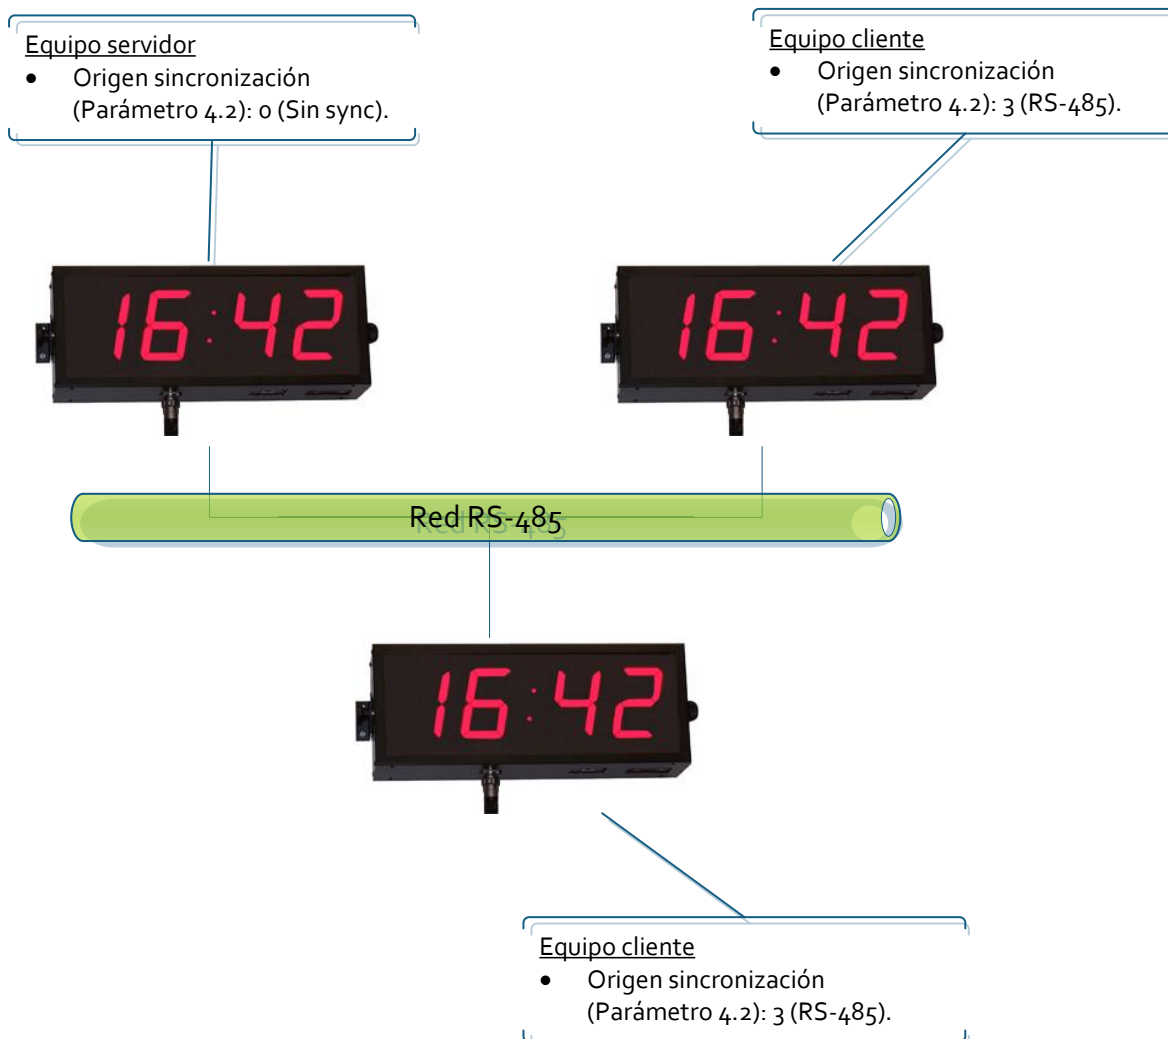 Equipo servidor
• Origen sincronización
(Parámetro 4.2): 0 (Sin sync).
Equipo cliente
• Origen sincronización
(Parámetro 4.2): 3 (RS-485).
16:42
16:42
Red RS-485
16:42
Equipo cliente
• Origen sincronización
(Parámetro 4.2): 3 (RS-485).